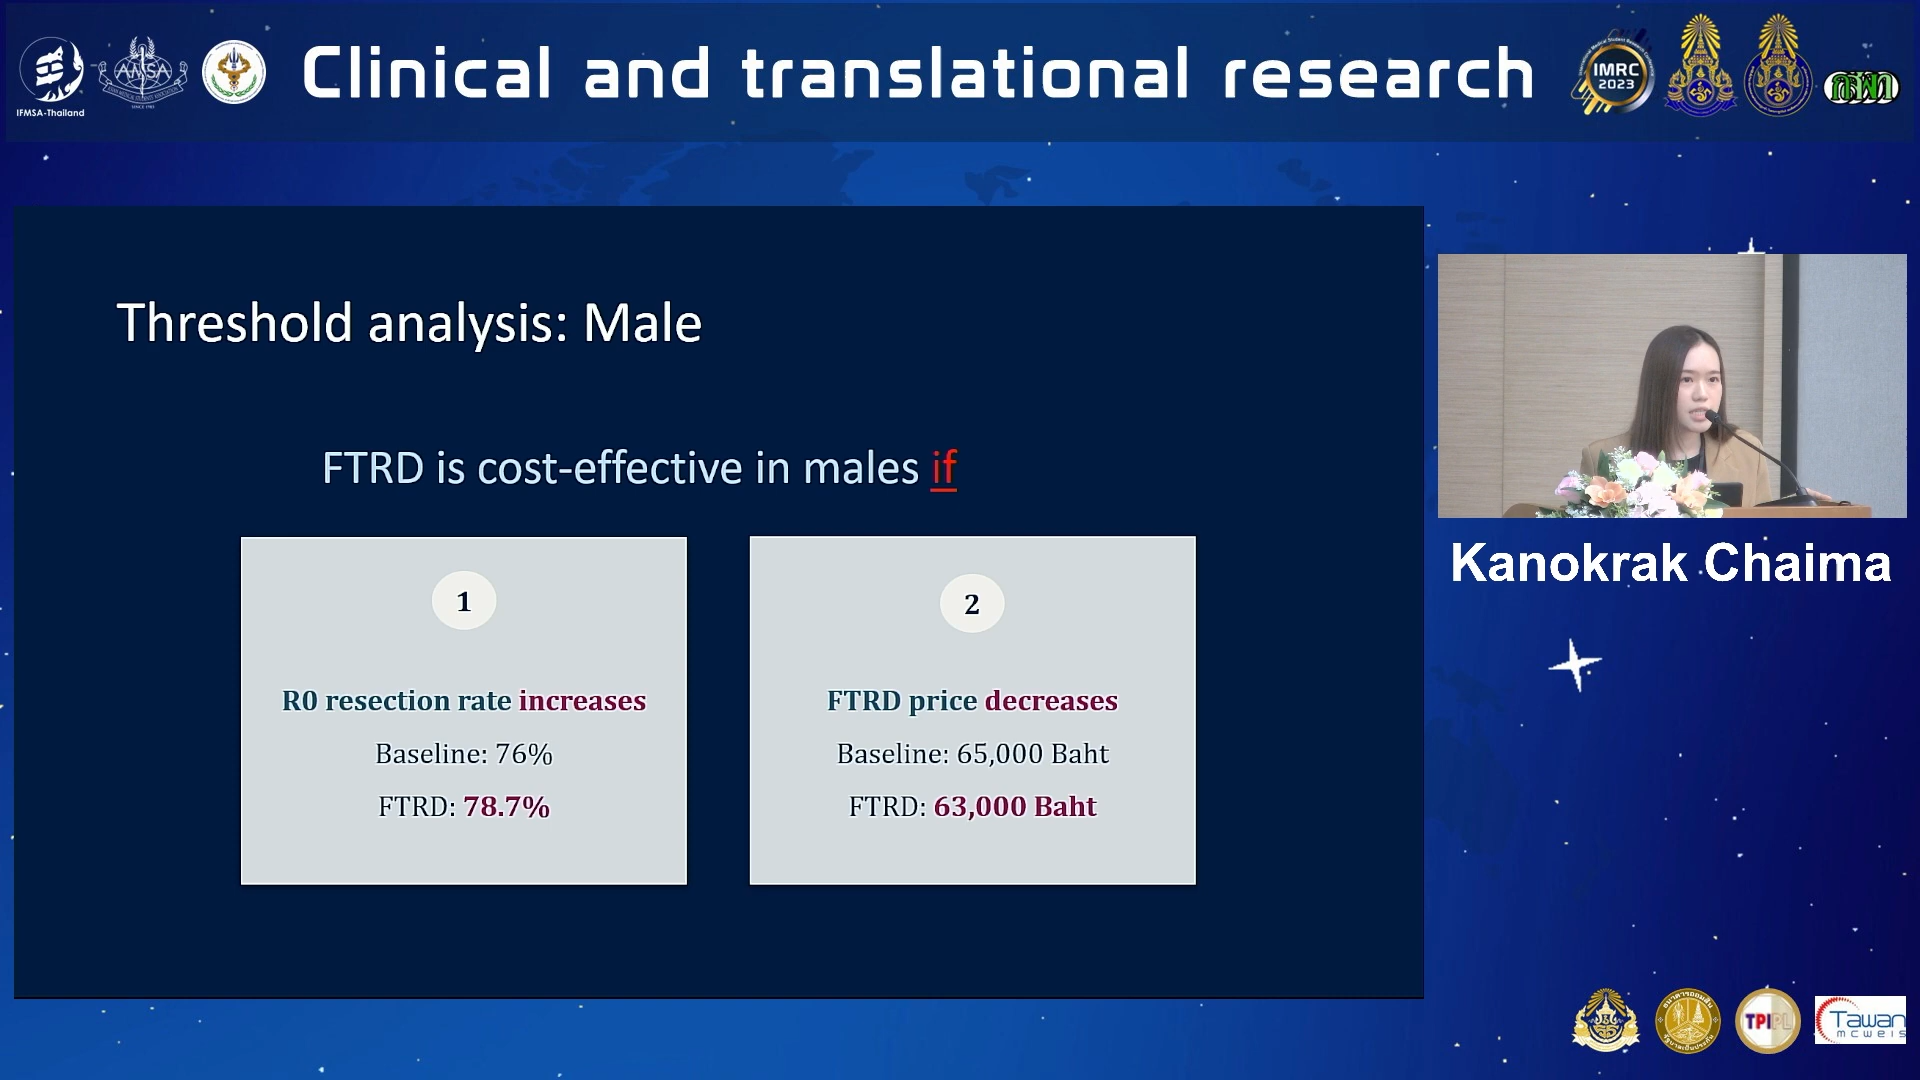 IFMSA-Thailand
AMSA
Clinical and translational research
IMRC
2023
Threshold analysis: Male
FTRD is cost-effective in males if
1
R0 resection rate increases
Baseline: 76%
FTRD: 78.7%
2
FTRD price decreases
Baseline: 65,000 Baht
FTRD: 63,000 Baht
Kanokrak Chaima
TPIPL
Tawan
mcweis